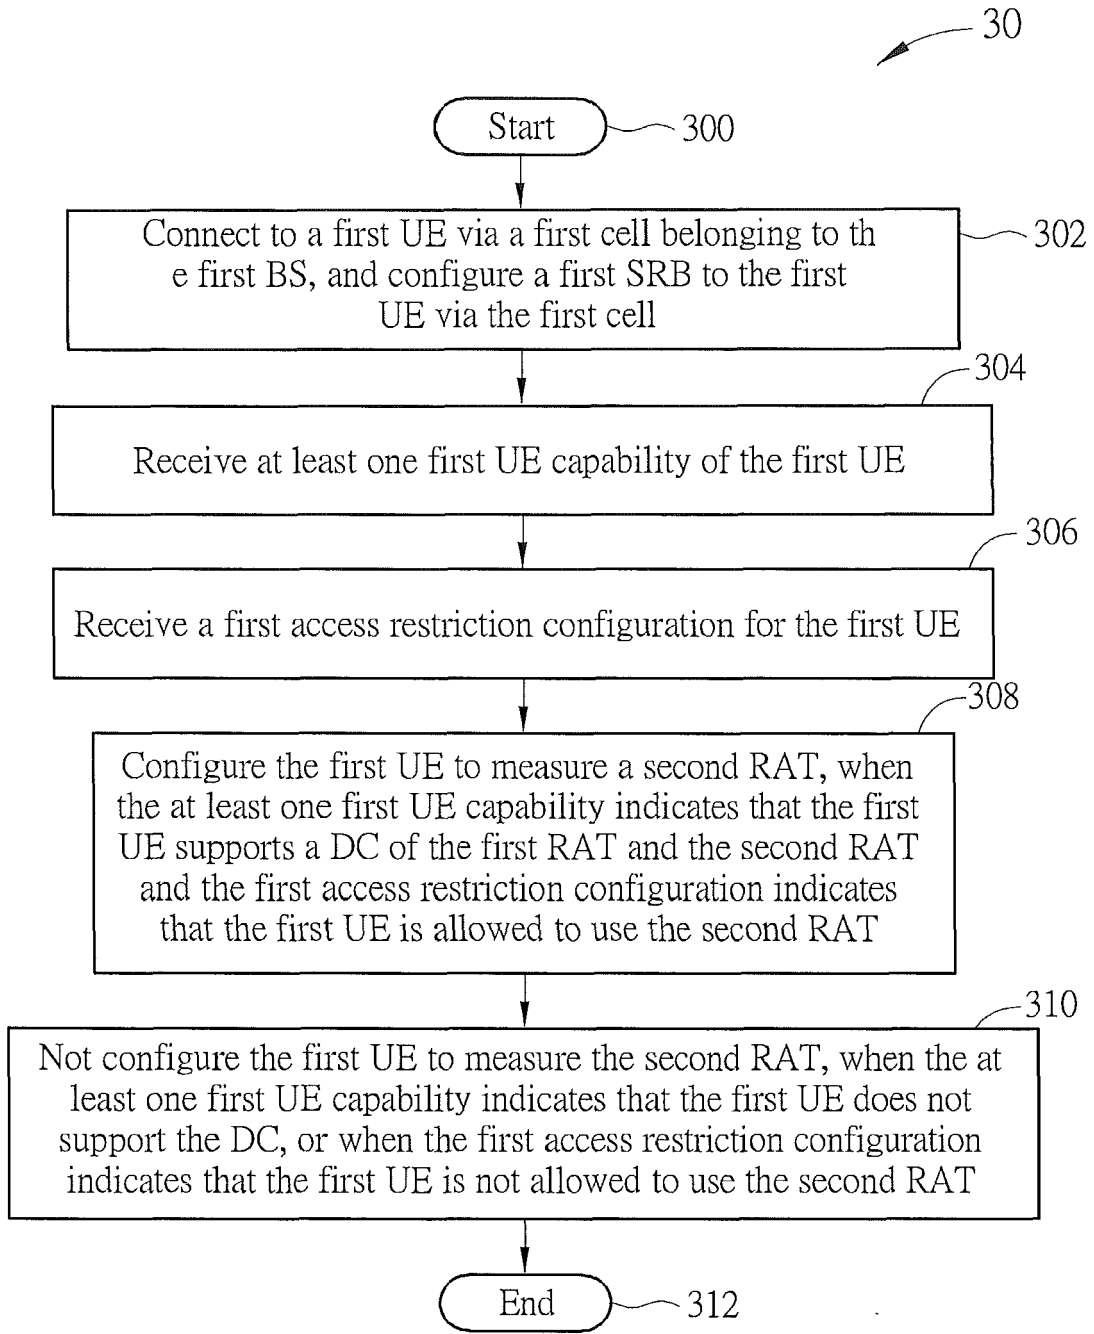 30
Start
300
Connect to a first UE via a first cell belonging to th
e first BS, and configure a first SRB to the first
UE via the first cell
302
304
Receive at least one first UE capability of the first UE
306
Receive a first access restriction configuration for the first UE
308
Configure the first UE to measure a second RAT, when
the at least one first UE capability indicates that the first
UE supports a DC of the first RAT and the second RAT
and the first access restriction configuration indicates
that the first UE is allowed to use the second RAT
310
Not configure the first UE to measure the second RAT, when the at
least one first UE capability indicates that the first UE does not
support the DC, or when the first access restriction configuration
indicates that the first UE is not allowed to use the second RAT
End
312